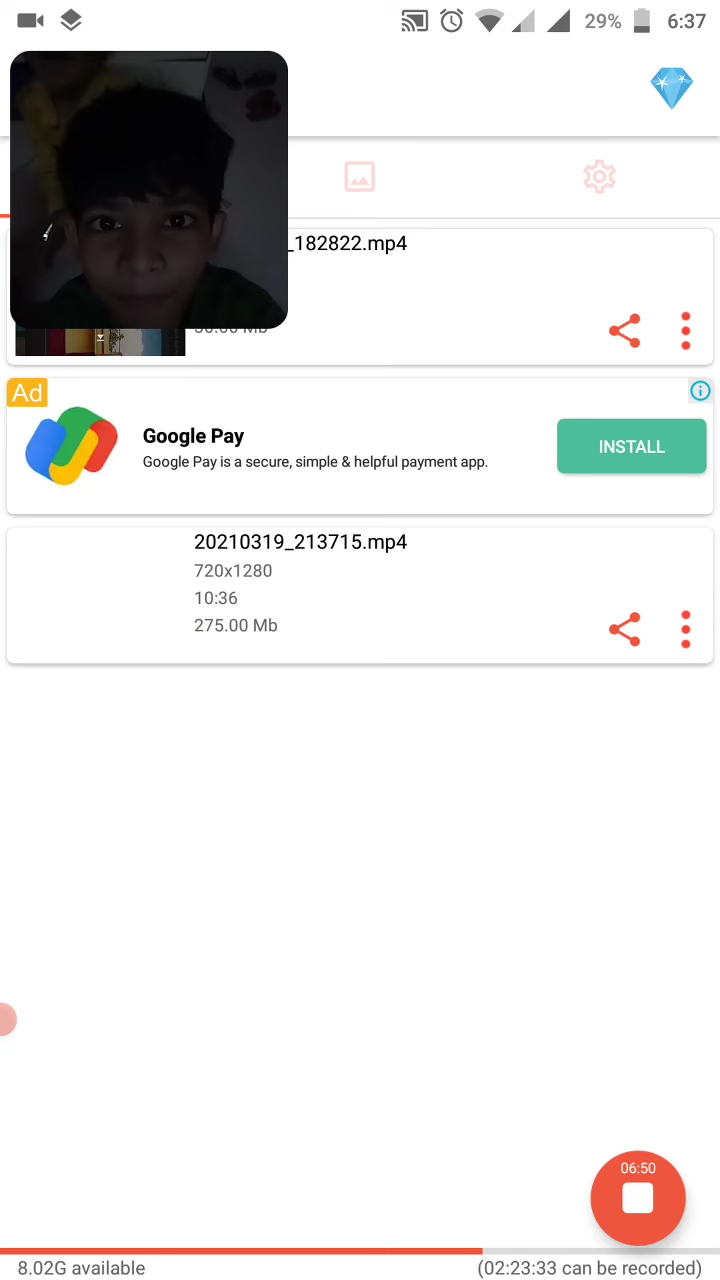 29%
6:37
_182822.mp4
Ad
Google Pay
Google Pay is a secure, simple & helpful payment app.
INSTALL
20210319_213715.mp4
720x1280
10:36
275.00 Mb
06:50
8.02G available
(02:23:33 can be recorded)